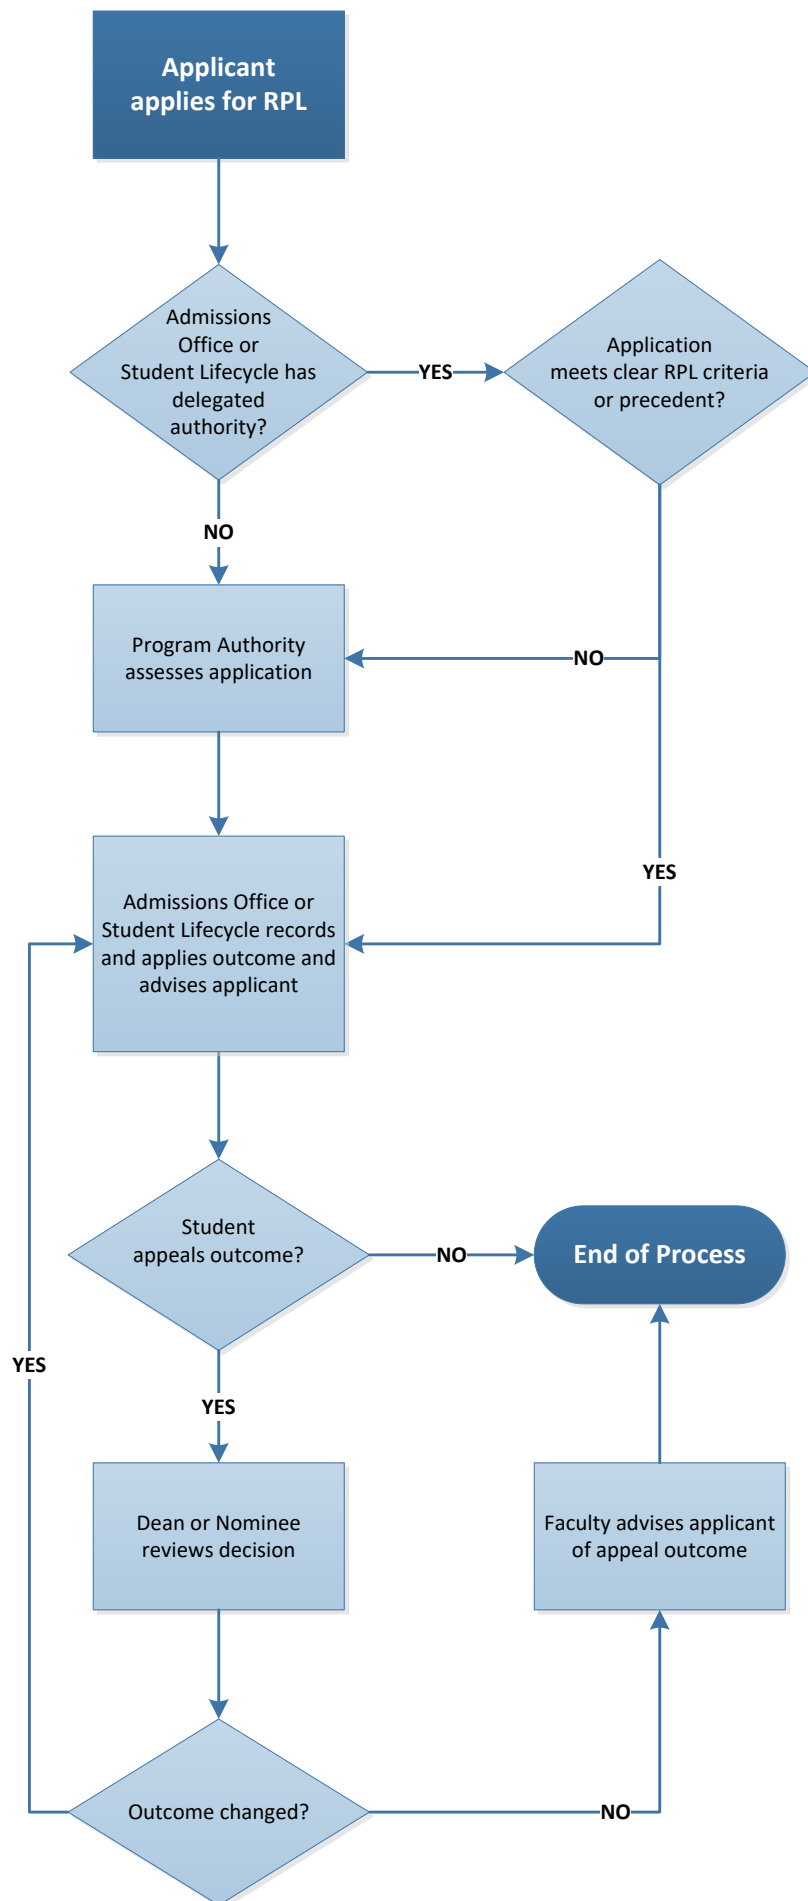 Applicant
applies for RPL
Admissions
Office or
Student Lifecycle has
delegated
authority?
YES
Application
meets clear RPL criteria
or precedent?
NO
Program Authority
assesses application
NO
YES
Admissions Office or
Student Lifecycle records
and applies outcome and
advises applicant
Student
appeals outcome?
NO
End of Process
YES
YES
Dean or Nominee
reviews decision
Faculty advises applicant
of appeal outcome
Outcome changed?
NO